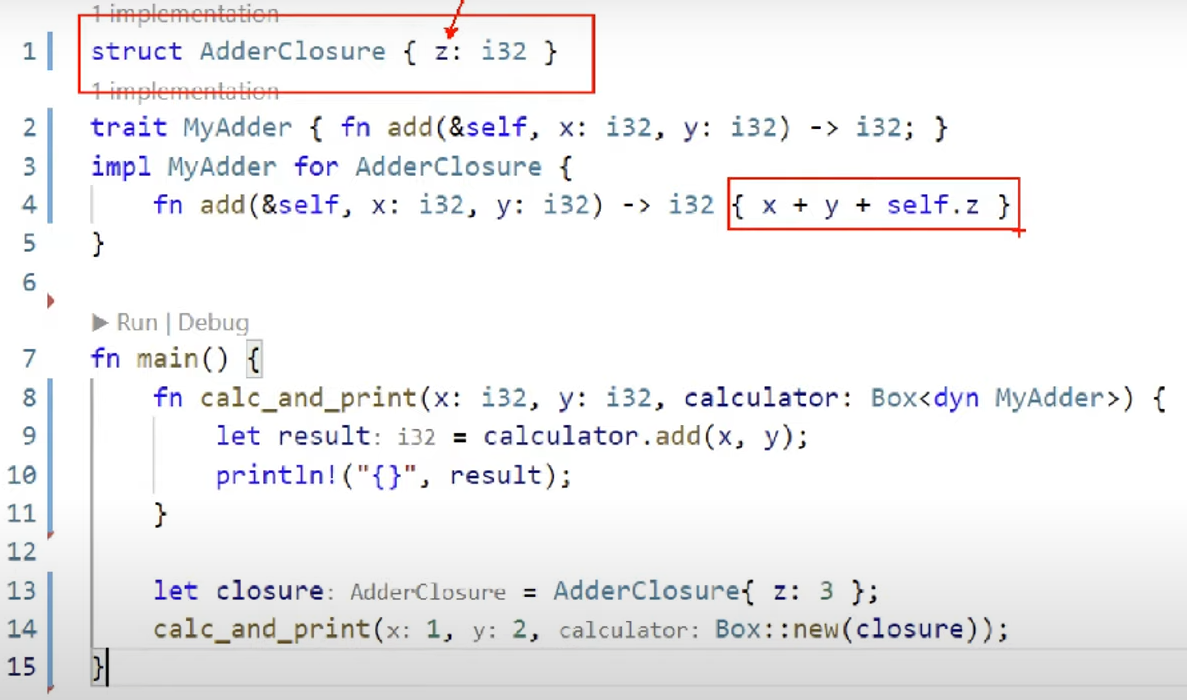 1 implementation
1 struct AdderClosure { z: i32 }
1 implementation
2 trait MyAdder { fn add(&self, x: i32, y: i32) -> i32; }
3 impl MyAdder for AdderClosure {
4     fn add(&self, x: i32, y: i32) -> i32 { x + y + self.z }
5 }
6
▶ Run | Debug
7 fn main() {
8     fn calc_and_print(x: i32, y: i32, calculator: Box<dyn MyAdder>) {
9         let result: i32 = calculator.add(x, y);
10         println!("{}", result);
11     }
12
13     let closure: AdderClosure = AdderClosure{ z: 3 };
14     calc_and_print(x: 1, y: 2, calculator: Box::new(closure));
15 }